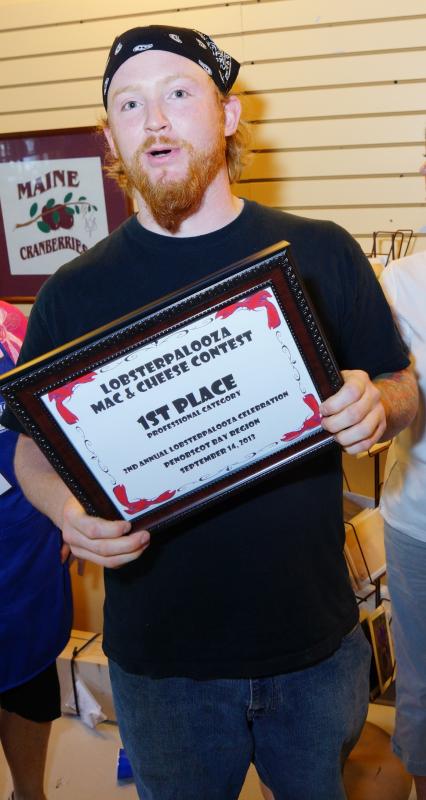 MAINE
CRANBERRIES
LOBSTERPALOOZA
MAC & CHEESE CONTEST
1ST PLACE
PROFESSIONAL CATEGORY
2ND ANNUAL LOBSTERPALOOZA CELEBRATION
PENOBSCOT BAY REGION
SEPTEMBER 14, 2013